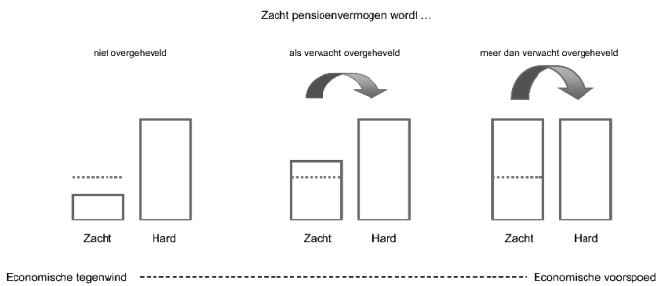 Zacht pensioenvermogen wordt …
niet overgeheveld
als verwacht overgeheveld
meer dan verwacht overgeheveld
Zacht
Hard
Zacht
Hard
Zacht
Hard
Economische tegenwind
Economische voorspoed